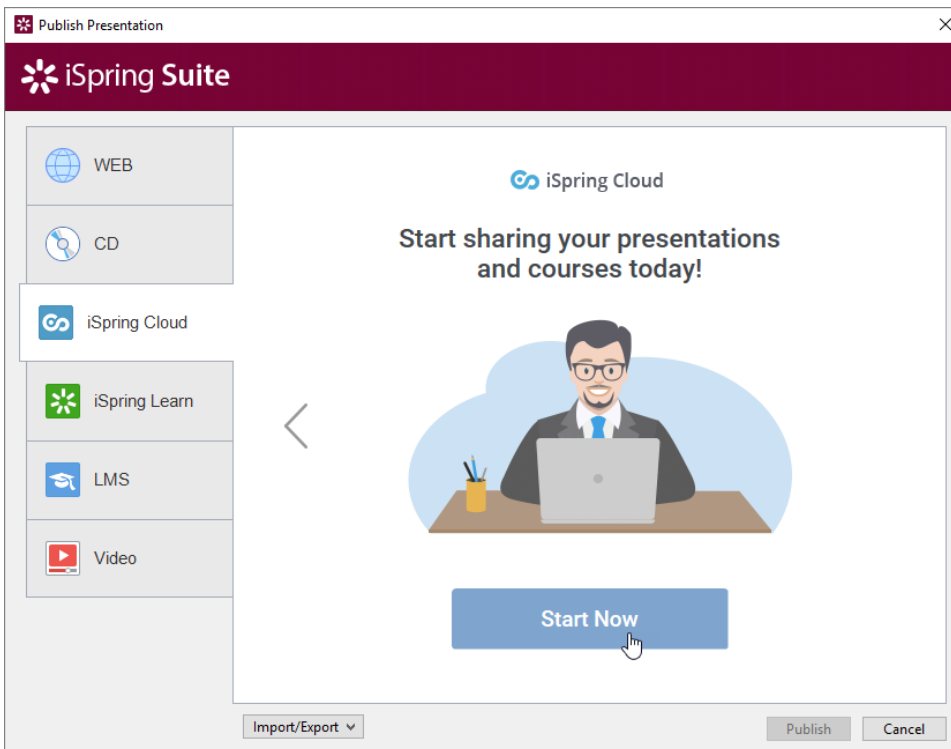 Publish Presentation
iSpring Suite
WEB
CD
iSpring Cloud
iSpring Learn
LMS
Video
iSpring Cloud
Start sharing your presentations
and courses today!
Start Now
Import/Export
Publish
Cancel